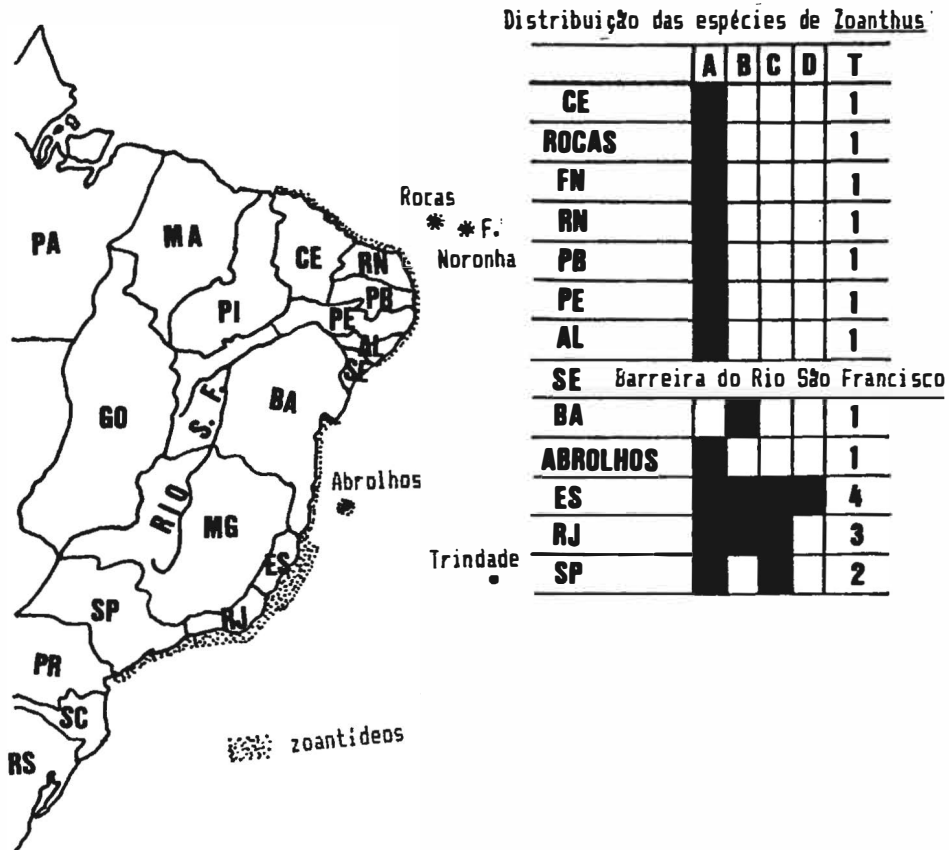 Distribuição das espécies de Zoanthus
A B C D T
CE 1
ROCAS 1
FN 1
RN 1
PB 1
PE 1
AL 1
SE Barreira do Rio São Francisco
BA 1
ABROLHOS 1
ES 4
RJ 3
SP 2
Rocas
F.
Noronha
PA
MA
CE
RN
PB
PI
PE
AL
SE
GO
S. F.
BA
Abrolhos
RIO
MG
ES
Trindade
SP
RJ
PR
SC
zoantideos
RS